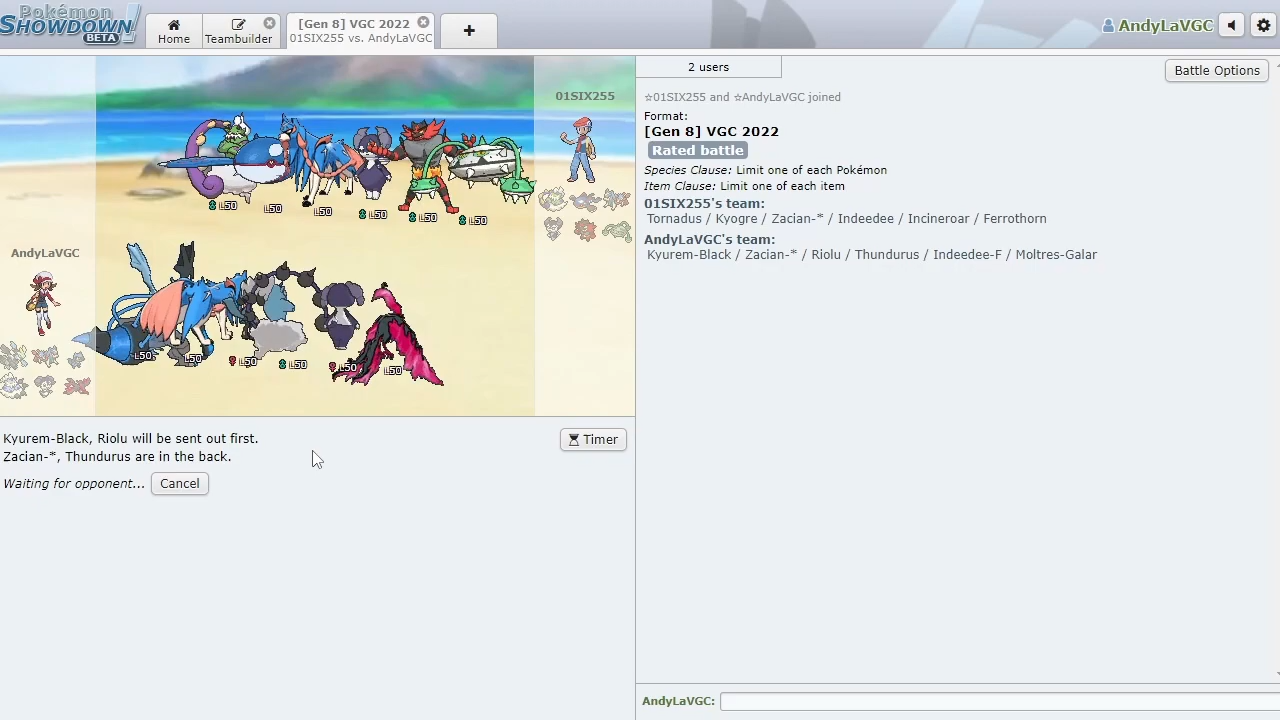 Pokémon
SHOWDOWN!
BETA
Home
Teambuilder
[Gen 8] VGC 2022
01SIX255 vs. AndyLaVGC
+
AndyLaVGC
01SIX255
L50 L50 L50 L50 L50 L50
AndyLaVGC
L50 L50 L50 L50 L50 L50
Kyurem-Black, Riolu will be sent out first.
Zacian-*, Thundurus are in the back.
Waiting for opponent... Cancel
Timer
2 users
Battle Options
☆01SIX255 and ☆AndyLaVGC joined
Format:
[Gen 8] VGC 2022
Rated battle
Species Clause: Limit one of each Pokémon
Item Clause: Limit one of each item
01SIX255's team:
Tornadus / Kyogre / Zacian-* / Indeedee / Incineroar / Ferrothorn
AndyLaVGC's team:
Kyurem-Black / Zacian-* / Riolu / Thundurus / Indeedee-F / Moltres-Galar
AndyLaVGC: